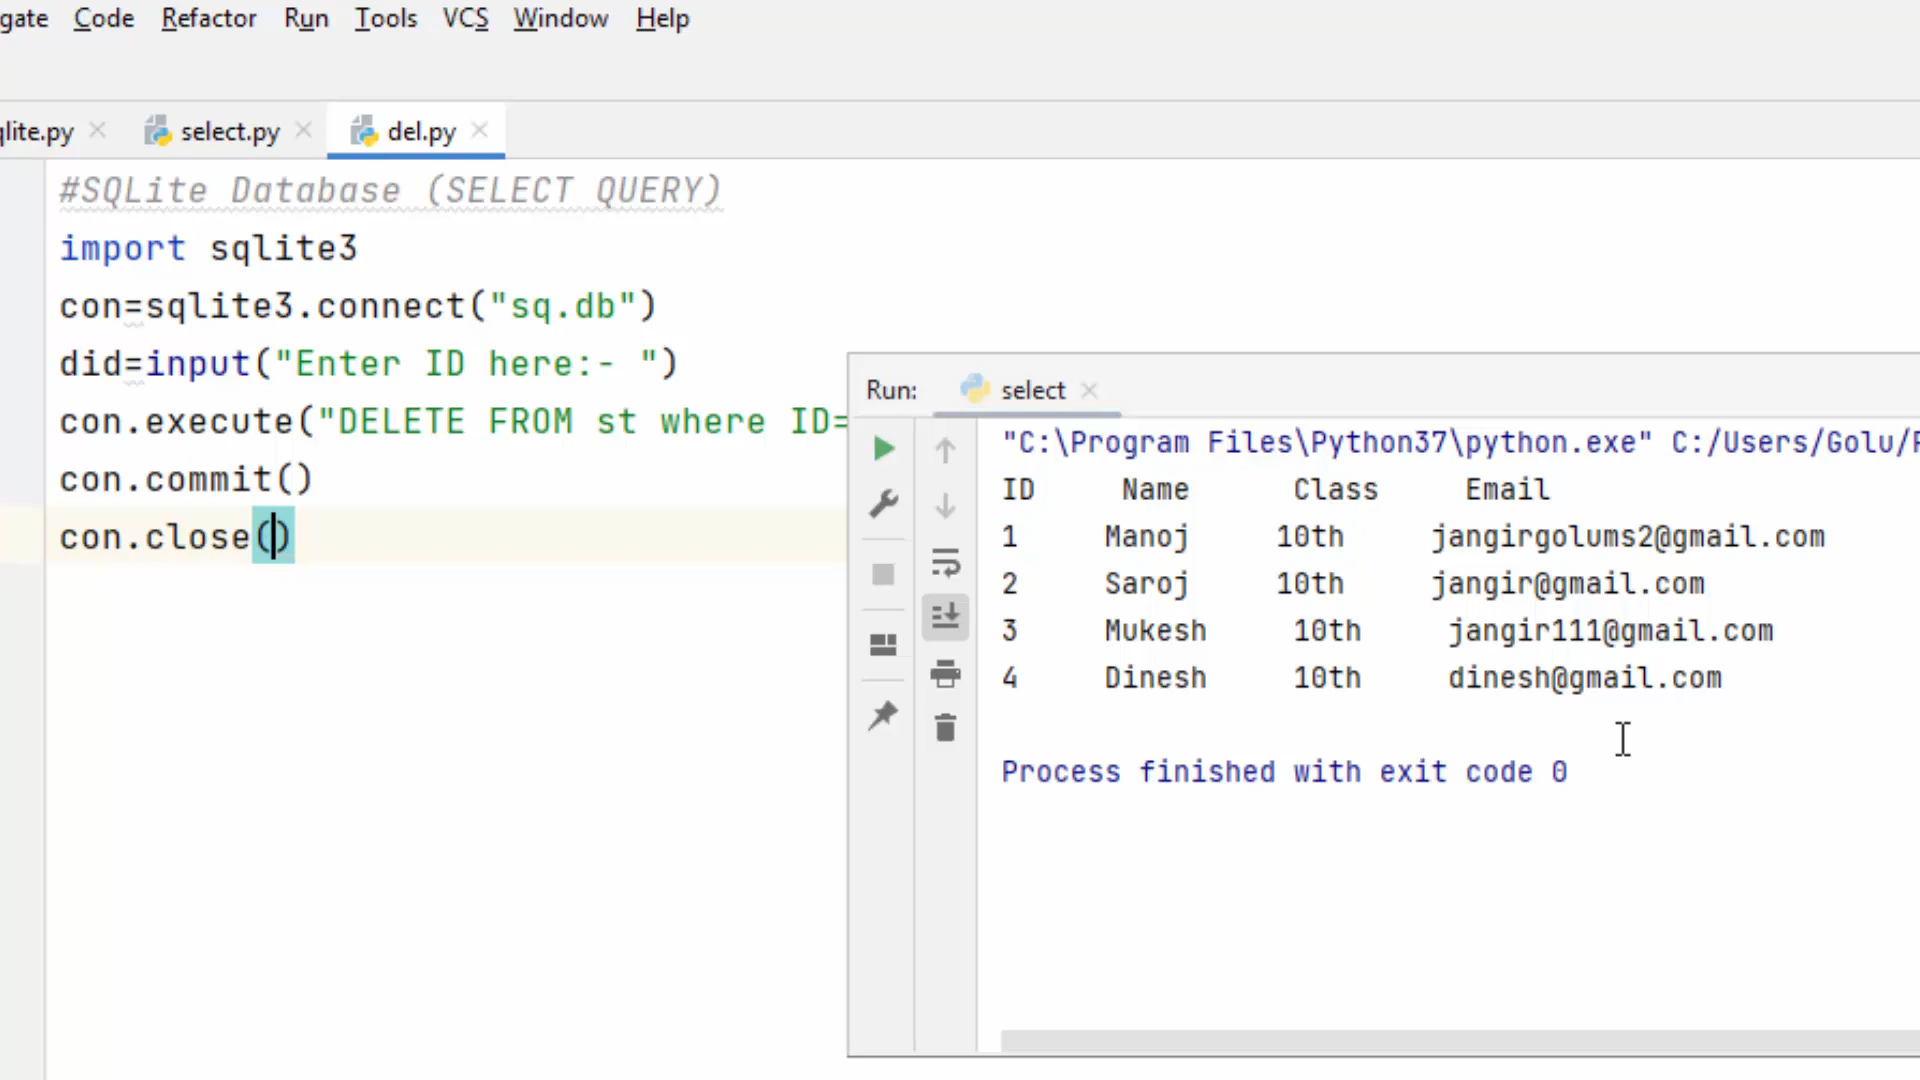 gate Code Refactor Run Tools VCS Window Help
qlite.py select.py del.py
#SQLite Database (SELECT QUERY)
import sqlite3
con=sqlite3.connect("sq.db")
did=input("Enter ID here:- ")
con.execute("DELETE FROM st where ID=
con.commit()
con.close()
Run: select
"C:\Program Files\Python37\python.exe" C:/Users/Golu/P
ID Name Class Email
1 Manoj 10th jangirgolums2@gmail.com
2 Saroj 10th jangir@gmail.com
3 Mukesh 10th jangir111@gmail.com
4 Dinesh 10th dinesh@gmail.com
Process finished with exit code 0